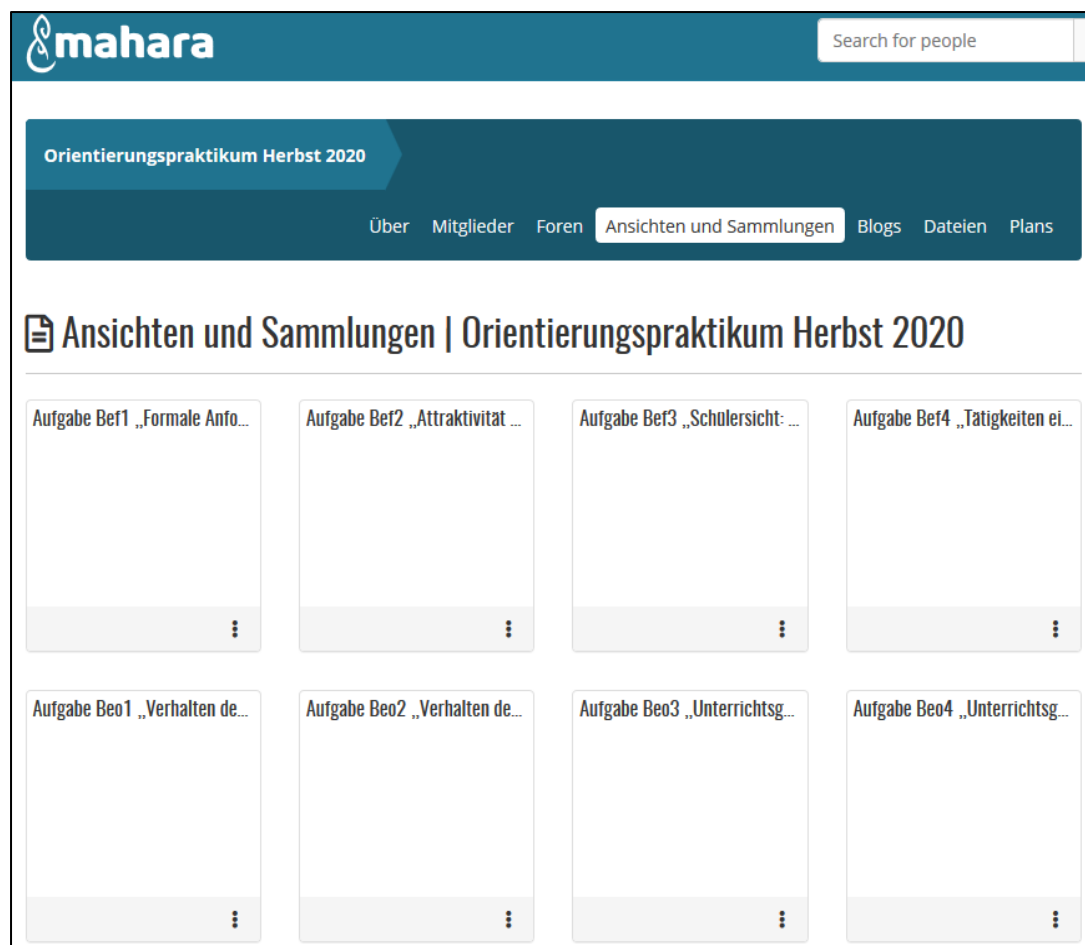 mahara
Search for people
Orientierungspraktikum Herbst 2020
Über Mitglieder Foren Ansichten und Sammlungen Blogs Dateien Plans
Ansichten und Sammlungen | Orientierungspraktikum Herbst 2020
Aufgabe Bef1 „Formale Anfo...
Aufgabe Bef2 „Attraktivität ...
Aufgabe Bef3 „Schülersicht: ...
Aufgabe Bef4 „Tätigkeiten ei...
Aufgabe Beo1 „Verhalten de...
Aufgabe Beo2 „Verhalten de...
Aufgabe Beo3 „Unterrichtsg...
Aufgabe Beo4 „Unterrichtsg...